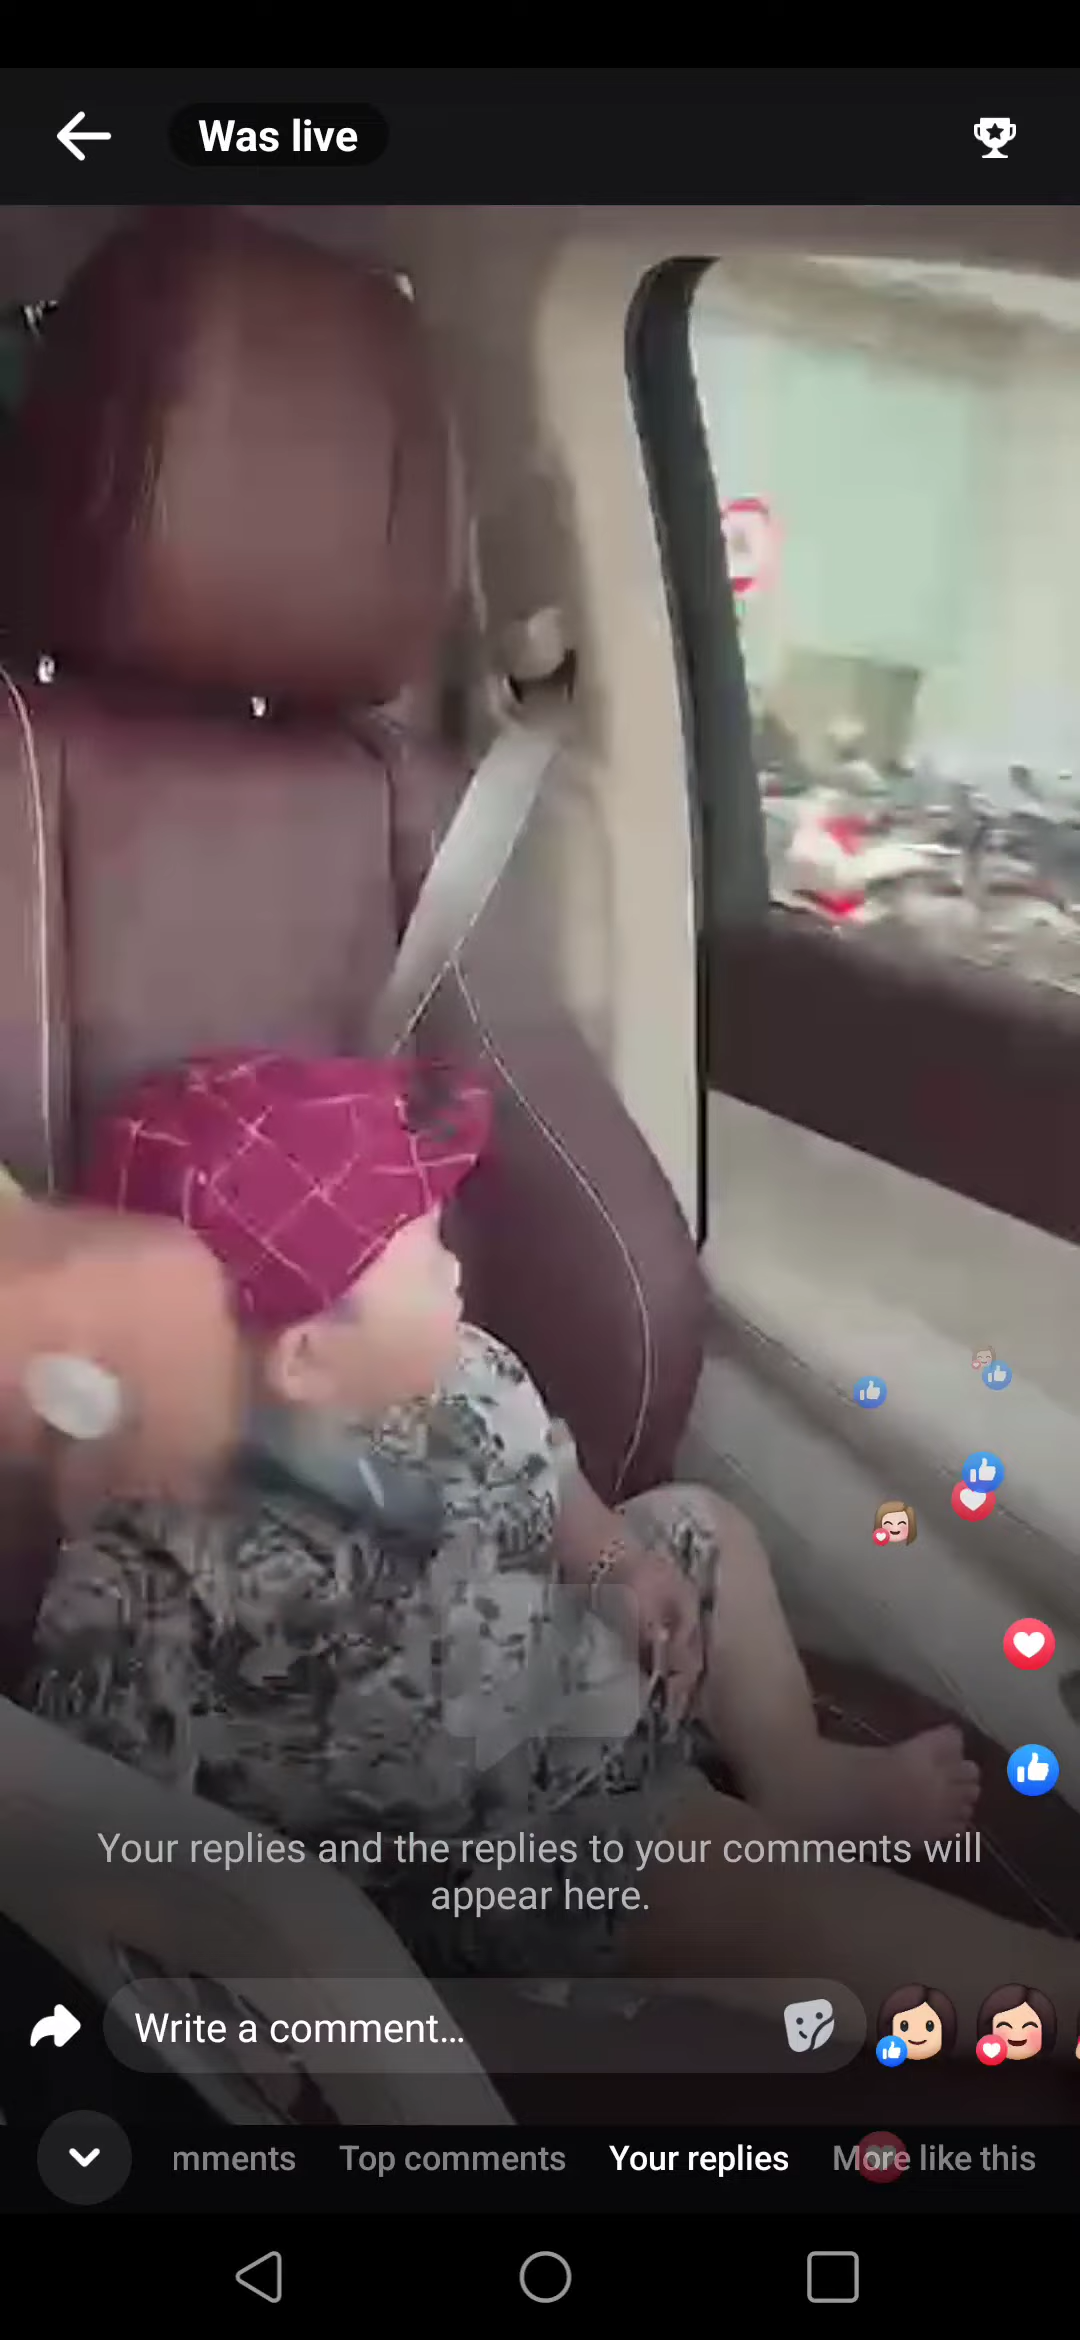 Was live
Your replies and the replies to your comments will
appear here.
Write a comment...
mments Top comments Your replies More like this